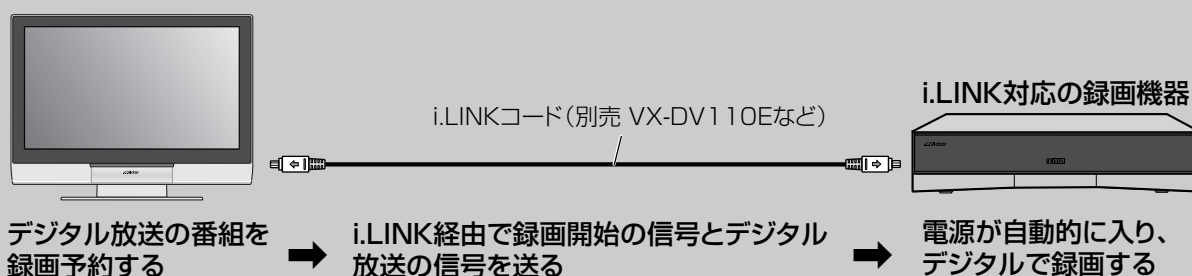 i.LINK対応の録画機器
i.LINKコード(別売 VX-DV110Eなど)
Victor
デジタル放送の番組を
録画予約する
i.LINK経由で録画開始の信号とデジタル
放送の信号を送る
電源が自動的に入り、
デジタルで録画する